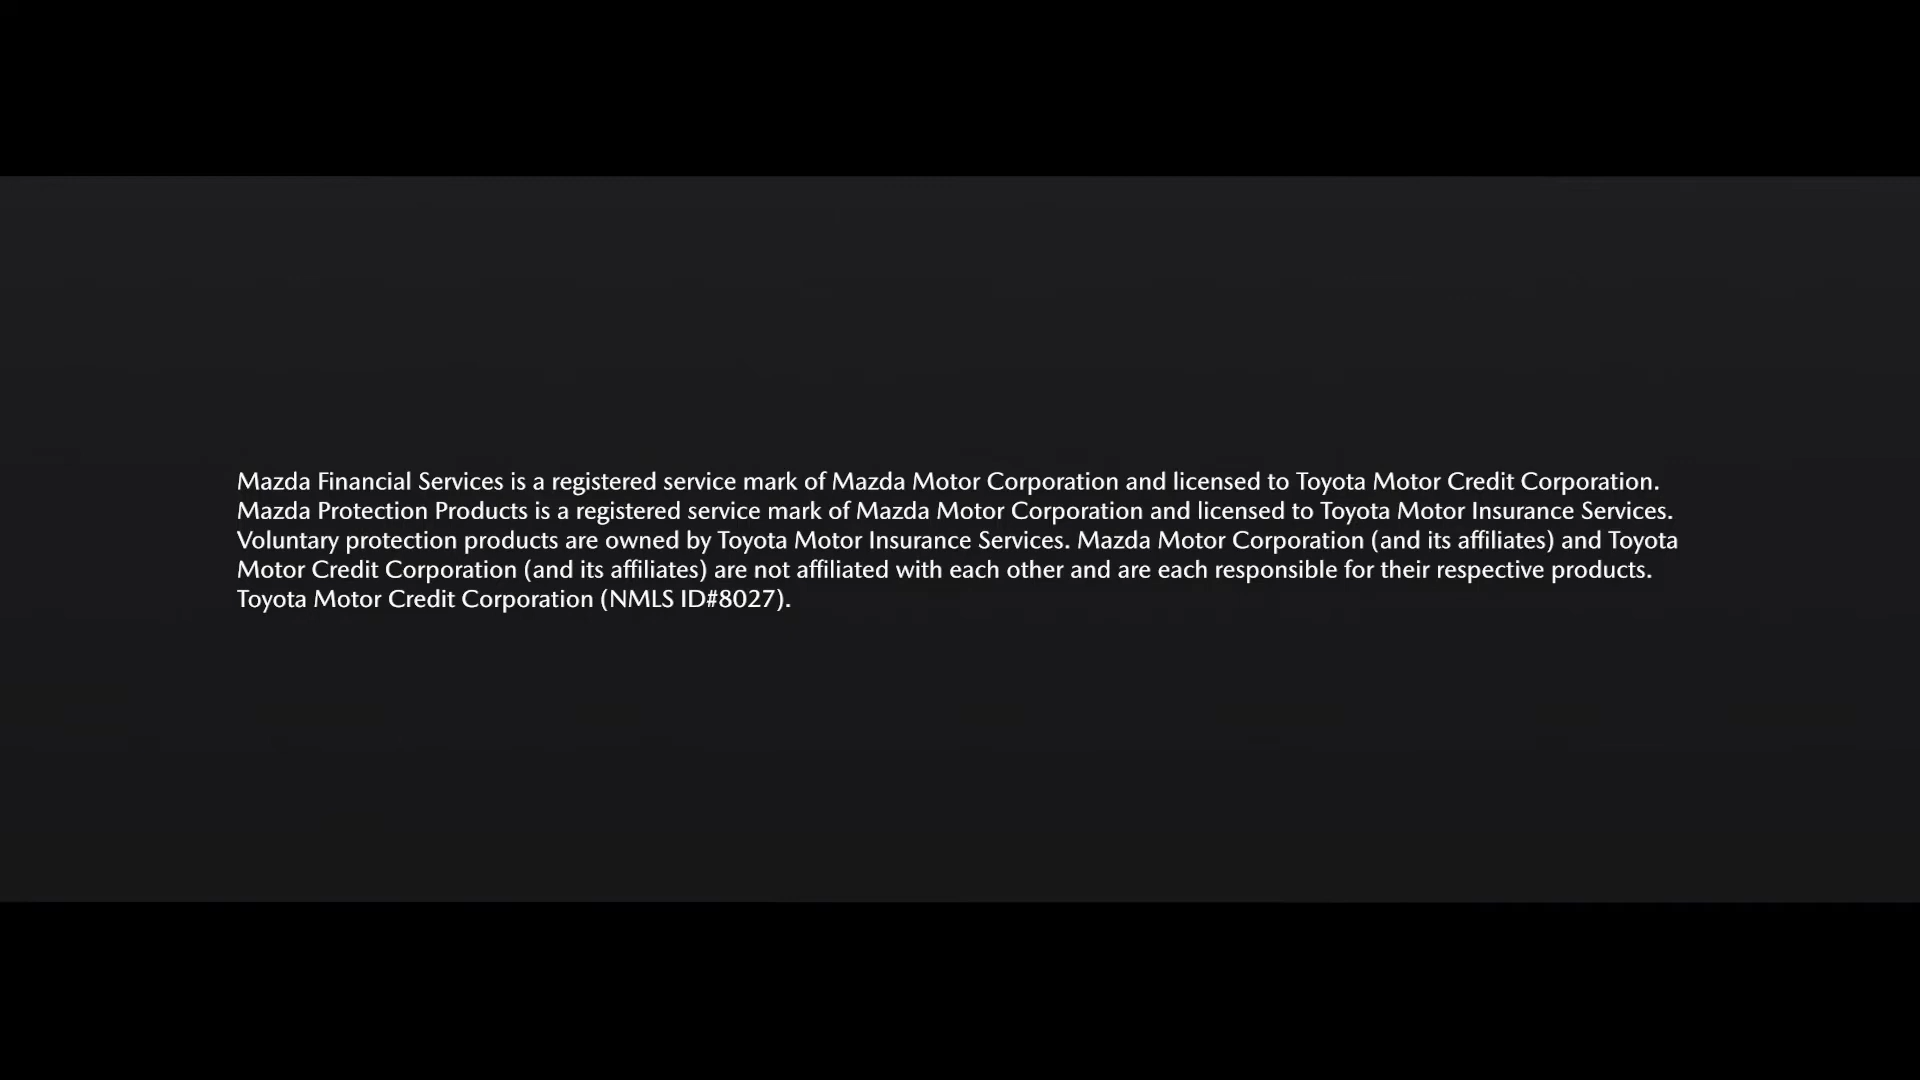 Mazda Financial Services is a registered service mark of Mazda Motor Corporation and licensed to Toyota Motor Credit Corporation.
Mazda Protection Products is a registered service mark of Mazda Motor Corporation and licensed to Toyota Motor Insurance Services.
Voluntary protection products are owned by Toyota Motor Insurance Services. Mazda Motor Corporation (and its affiliates) and Toyota
Motor Credit Corporation (and its affiliates) are not affiliated with each other and are each responsible for their respective products.
Toyota Motor Credit Corporation (NMLS ID#8027).